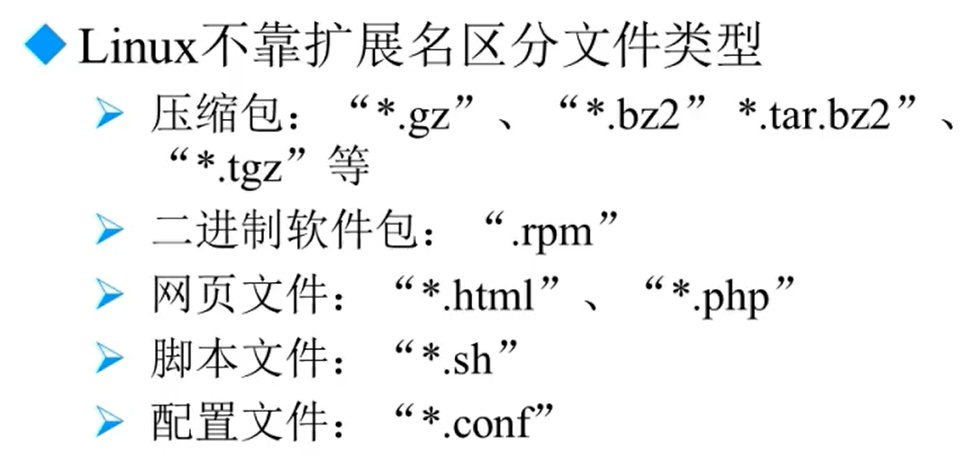 Linux不靠扩展名区分文件类型
压缩包：“*.gz”、“*.bz2” *.tar.bz2”、
“*.tgz”等
二进制软件包：“.rpm”
网页文件：“*.html”、“*.php”
脚本文件：“*.sh”
配置文件：“*.conf”